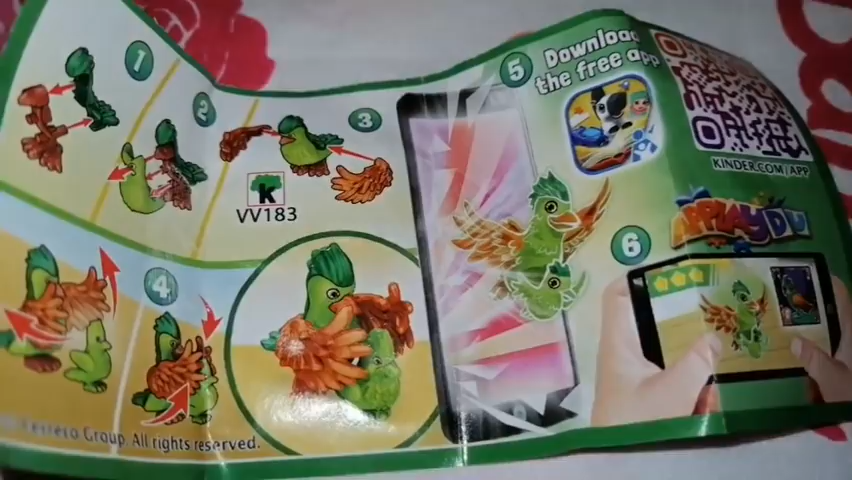 1
2
3
K
VV183
4
5
Download
the free app
KINDER.COM/APP
APPLAYDU
6
Ferrero Group. All rights reserved.